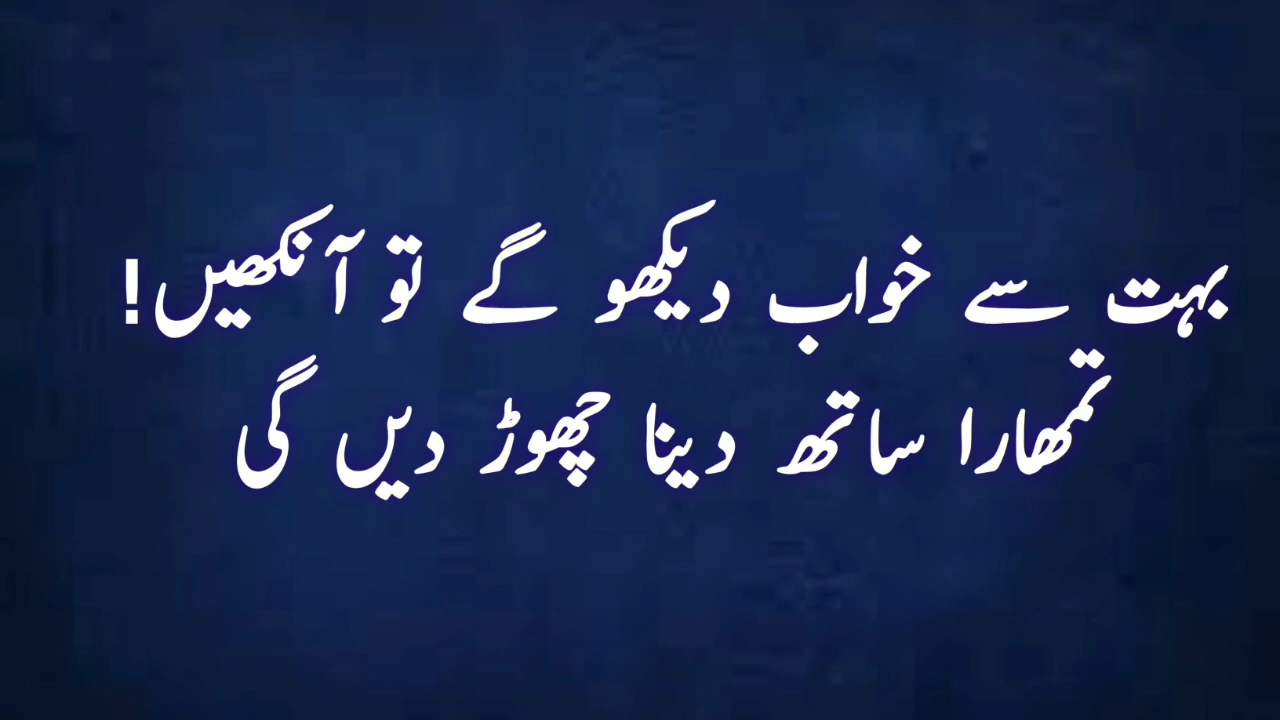 بہت سے خواب دیکھو گے تو آنکھیں!
تمھارا ساتھ دینا چھوڑ دیں گی